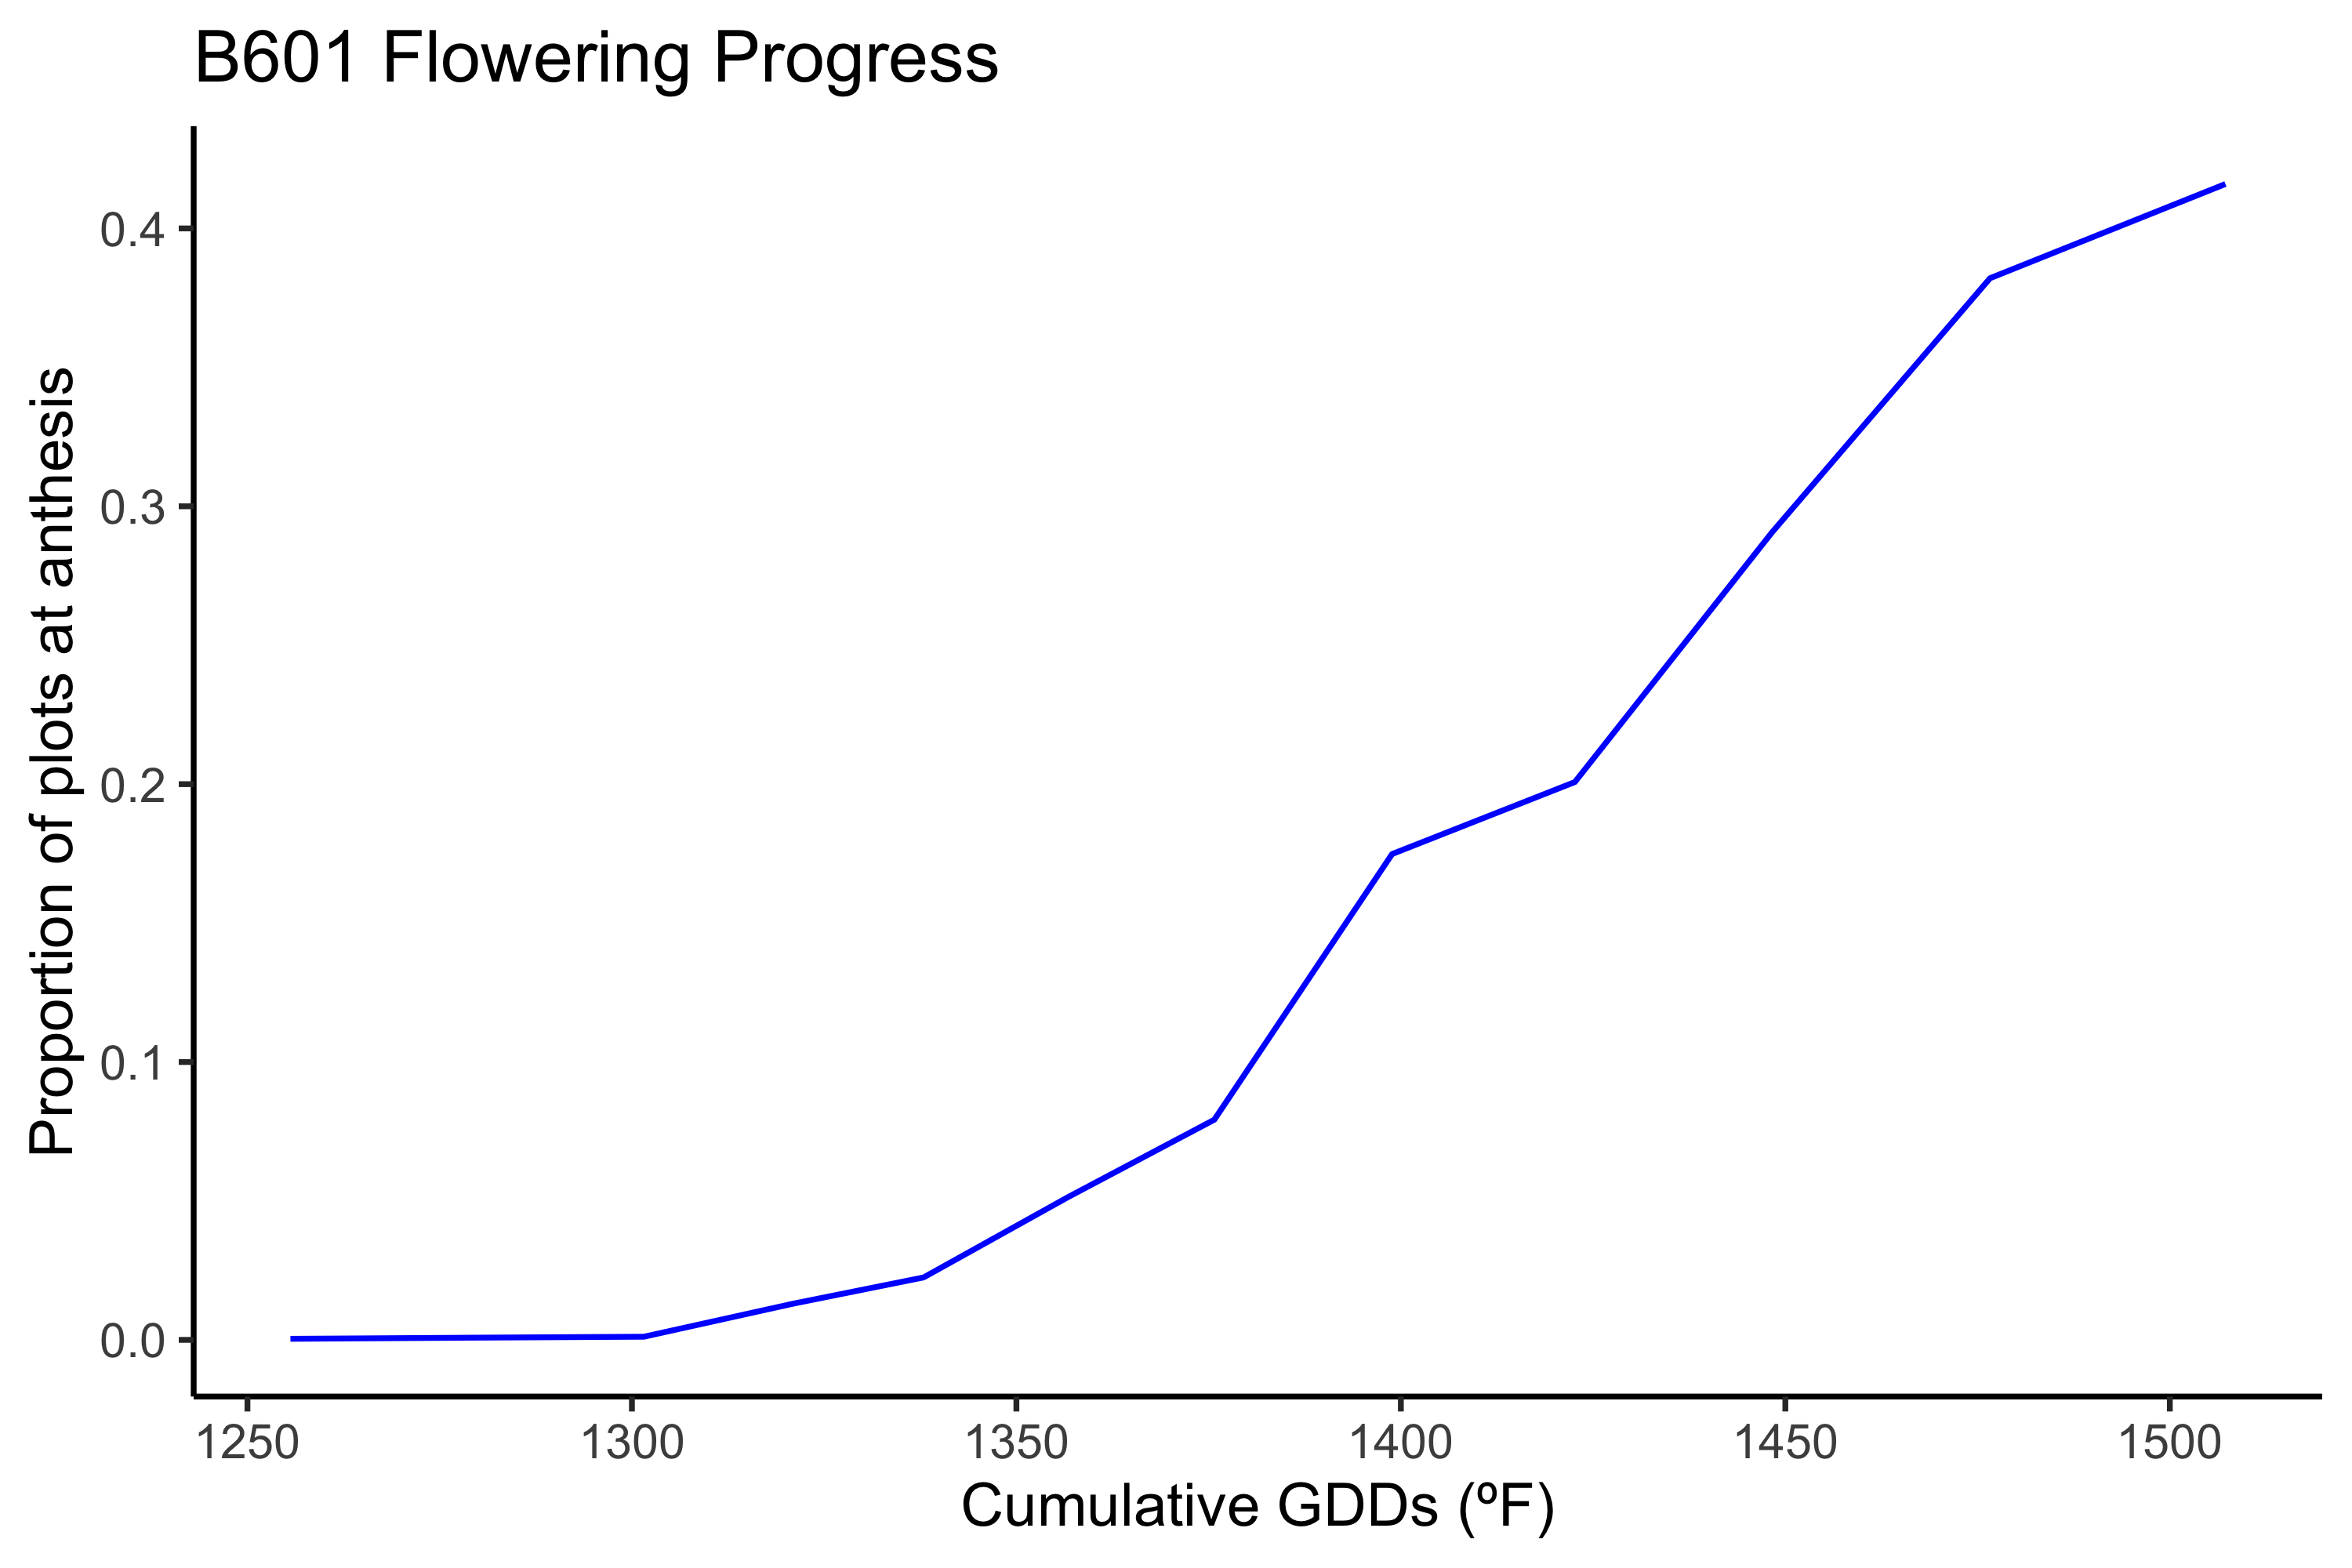 B601 Flowering Progress
Proportion of plots at anthesis
0.4
0.3
0.2
0.1
0.0
1250 1300 1350 1400 1450 1500
Cumulative GDDs (ºF)